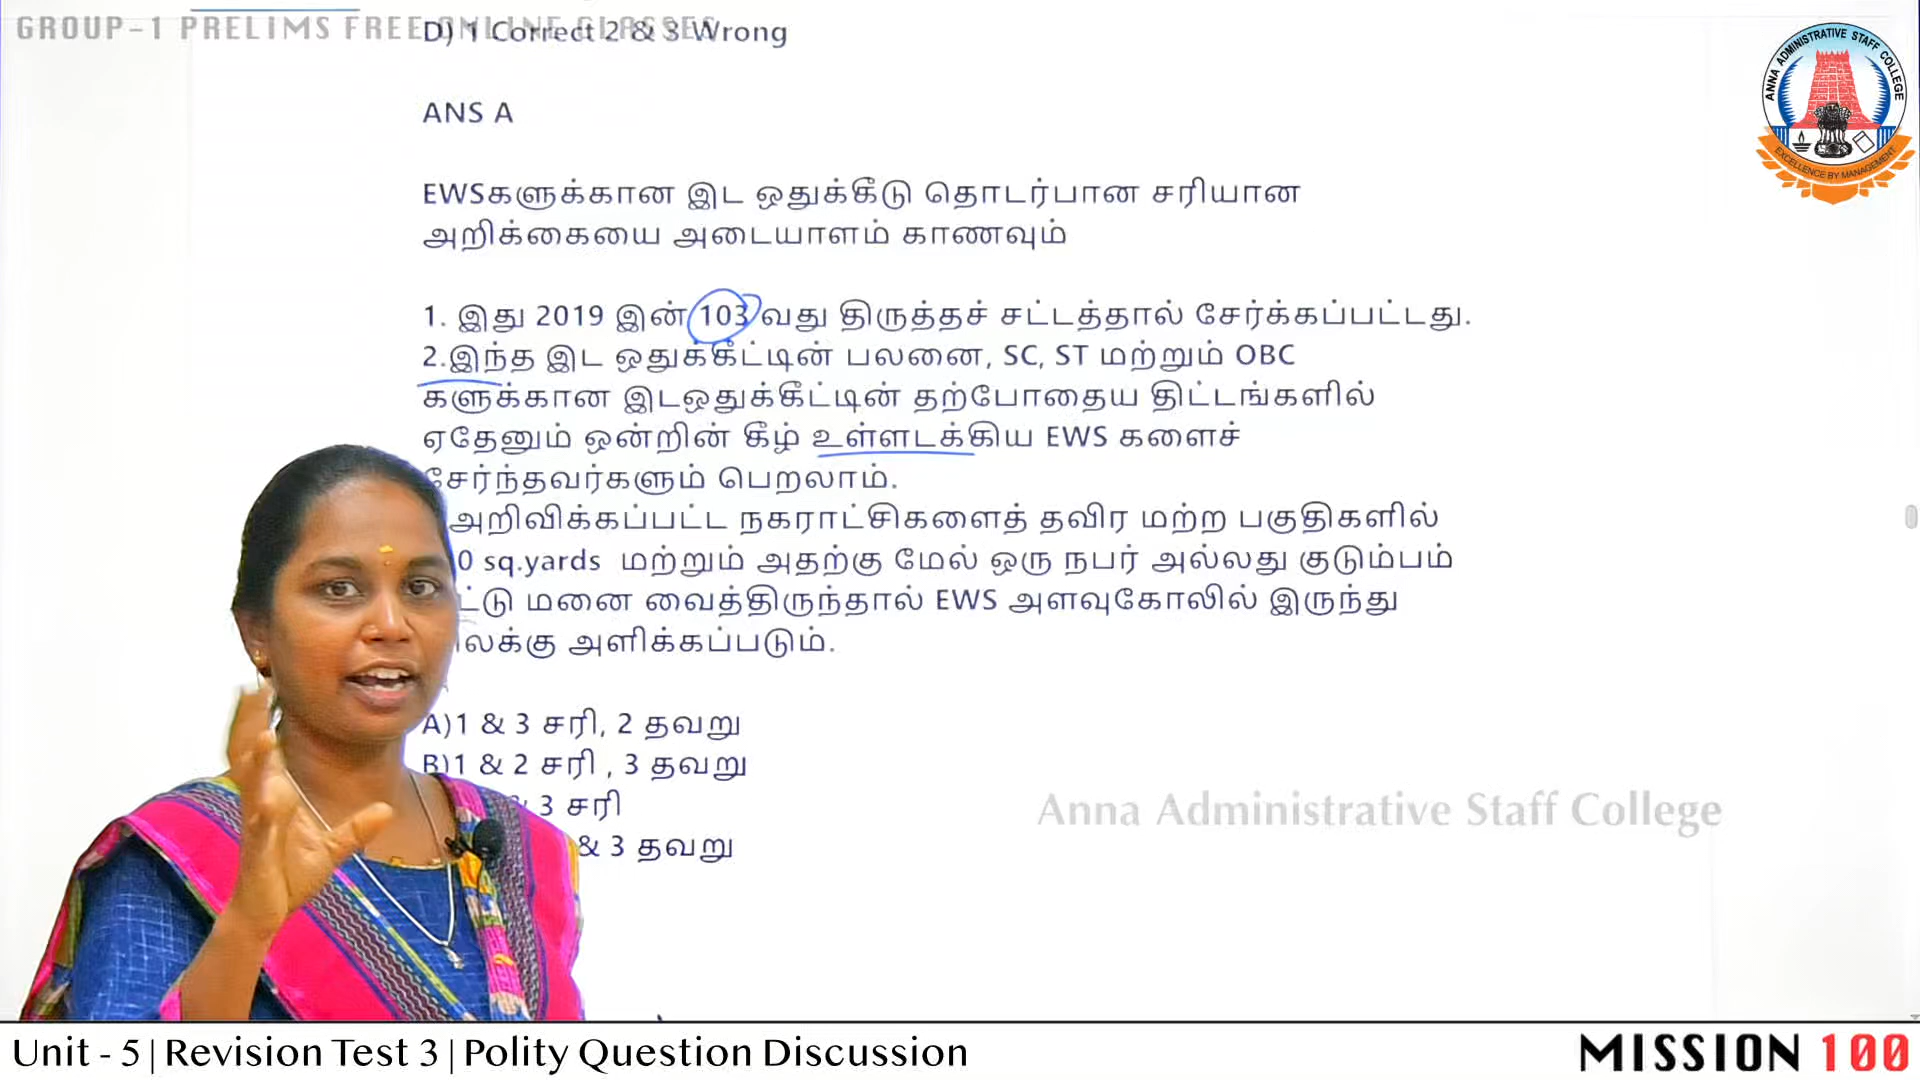 GROUP-1 PRELIMS FREE ONLINE CLASSES
D) 1 Correct 2 & 3 Wrong
ANS A
EWSகளுக்கான இட ஒதுக்கீடு தொடர்பான சரியான
அறிக்கையை அடையாளம் காணவும்
1. இது 2019 இன் 103 வது திருத்தச் சட்டத்தால் சேர்க்கப்பட்டது.
2.இந்த இட ஒதுக்கீட்டின் பலனை, SC, ST மற்றும் OBC
களுக்கான இடஒதுக்கீட்டின் தற்போதைய திட்டங்களில்
ஏதேனும் ஒன்றின் கீழ் உள்ளடக்கிய EWS களைச்
சேர்ந்தவர்களும் பெறலாம்.
அறிவிக்கப்பட்ட நகராட்சிகளைத் தவிர மற்ற பகுதிகளில்
0 sq.yards மற்றும் அதற்கு மேல் ஒரு நபர் அல்லது குடும்பம்
ட்டு மனை வைத்திருந்தால் EWS அளவுகோலில் இருந்து
லக்கு அளிக்கப்படும்.
A)1 & 3 சரி, 2 தவறு
B)1 & 2 சரி , 3 தவறு
3 சரி
& 3 தவறு
ANNA ADMINISTRATIVE STAFF COLLEGE
EXCELLENCE BY MANAGEMENT
Anna Administrative Staff College
Unit - 5|Revision Test 3|Polity Question Discussion
MISSION 100